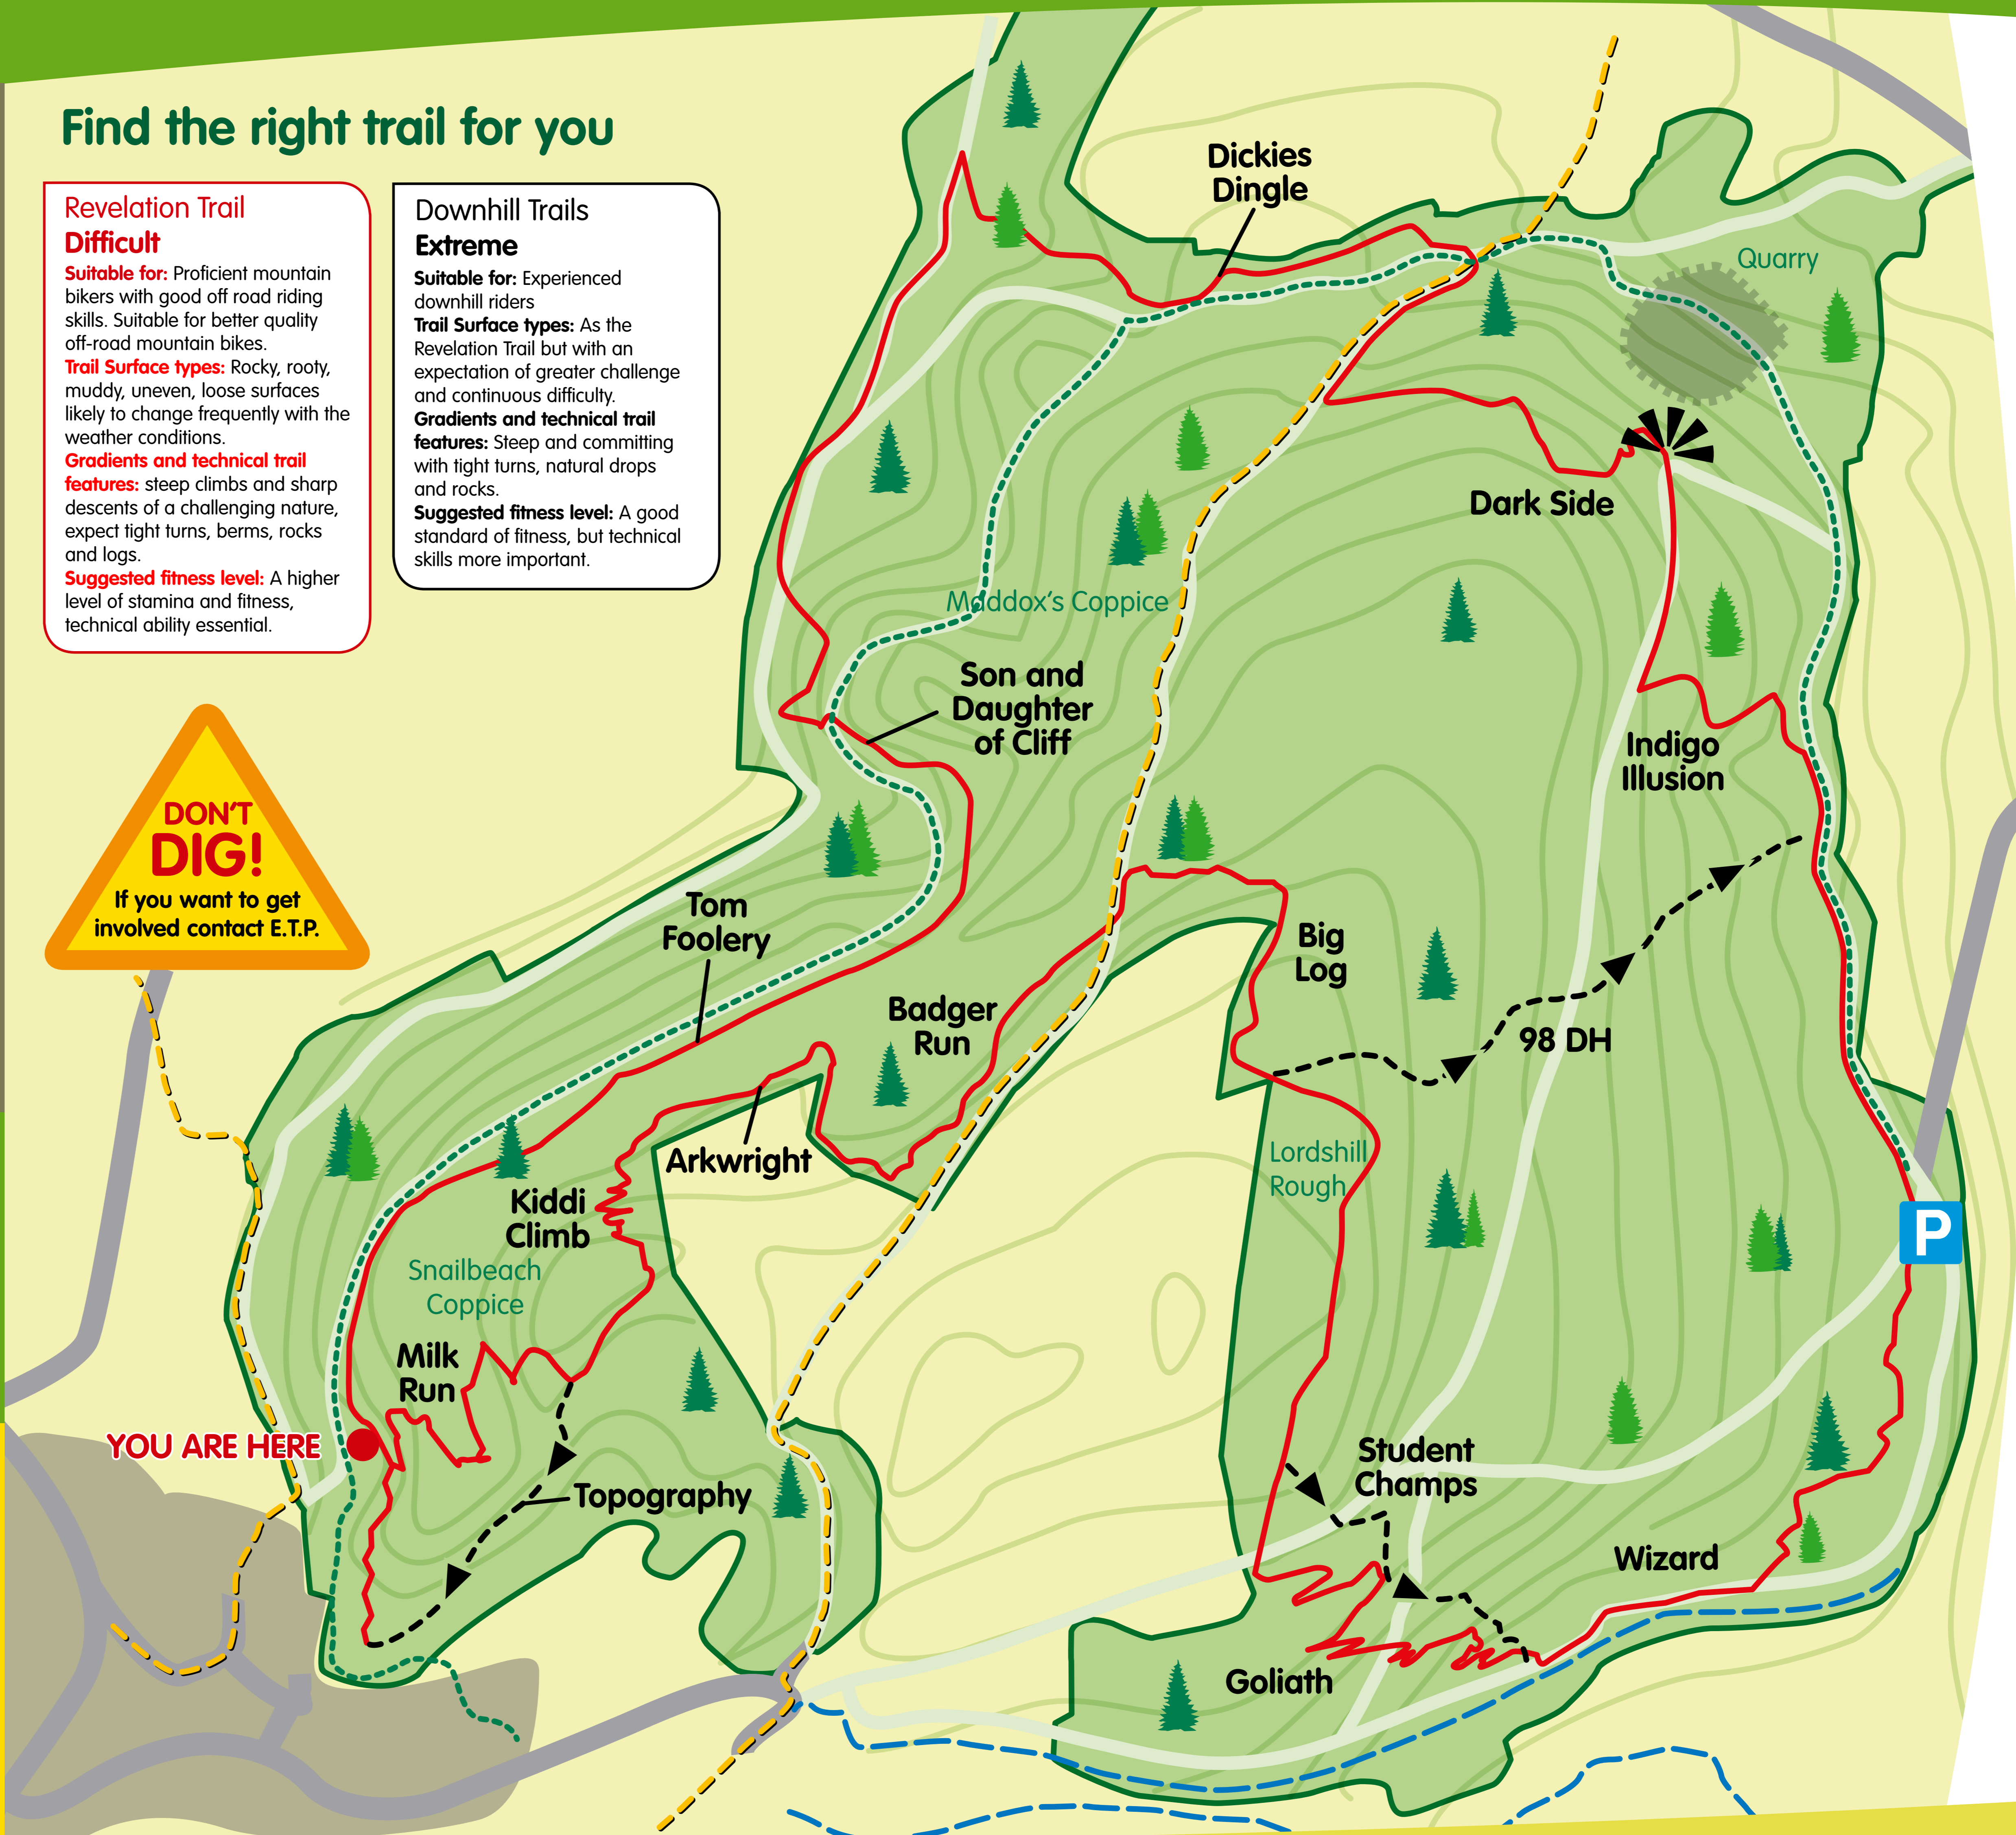 Find the right trail for you
Revelation Trail
Difficult
Suitable for: Proficient mountain
bikers with good off road riding
skills. Suitable for better quality
off-road mountain bikes.
Trail Surface types: Rocky, rooty,
muddy, uneven, loose surfaces
likely to change frequently with the
weather conditions.
Gradients and technical trail
features: steep climbs and sharp
descents of a challenging nature,
expect tight turns, berms, rocks
and logs.
Suggested fitness level: A higher
level of stamina and fitness,
technical ability essential.
Downhill Trails
Extreme
Suitable for: Experienced
downhill riders
Trail Surface types: As the
Revelation Trail but with an
expectation of greater challenge
and continuous difficulty.
Gradients and technical trail
features: Steep and committing
with tight turns, natural drops
and rocks.
Suggested fitness level: A good
standard of fitness, but technical
skills more important.
DON'T
DIG!
If you want to get
involved contact E.T.P.
Dickies
Dingle
Quarry
Dark Side
Maddox's Coppice
Son and
Daughter
of Cliff
Indigo
Illusion
Tom
Foolery
Big
Log
Badger
Run
98 DH
Arkwright
Lordshill
Rough
Kiddi
Climb
P
Snailbeach
Coppice
Milk
Run
YOU ARE HERE
Student
Champs
Topography
Wizard
Goliath